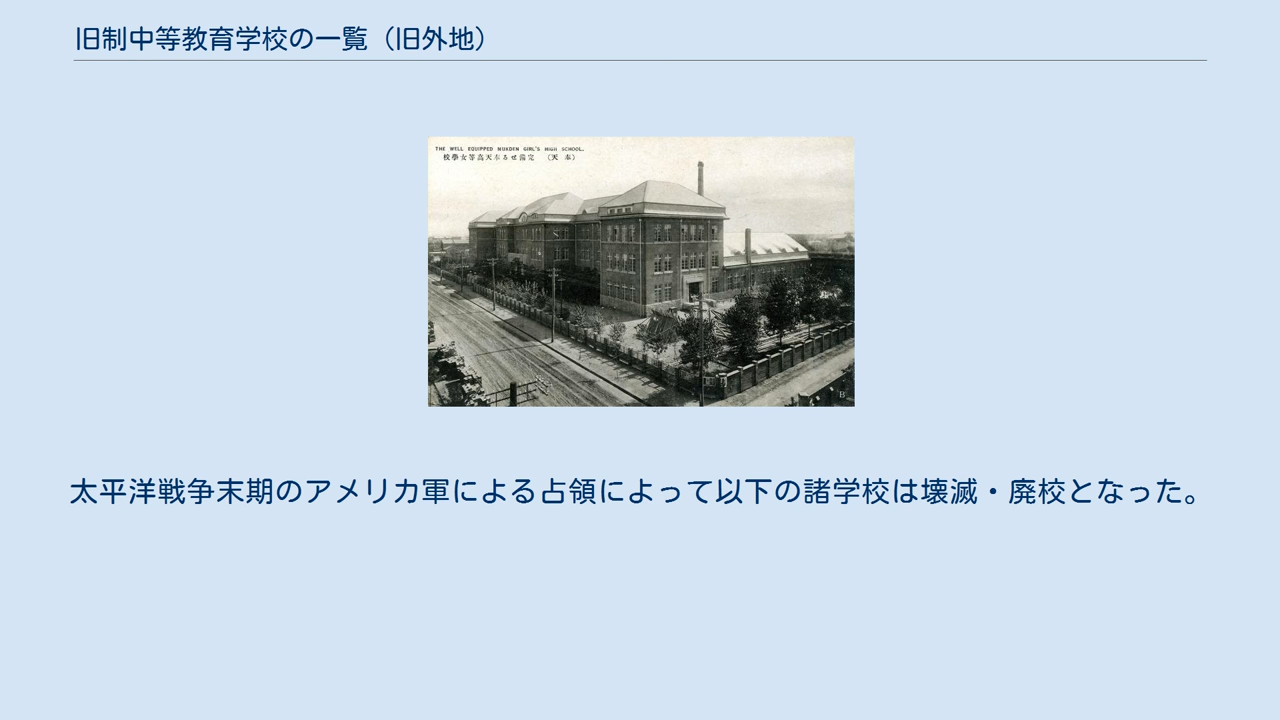 旧制中等教育学校の一覧（旧外地）
THE WELL EQUIPPED MUKDEN GIRL'S HIGH SCHOOL.
校學女等高天奉るせ備完 （天 奉）
B
太平洋戦争末期のアメリカ軍による占領によって以下の諸学校は壊滅・廃校となった。